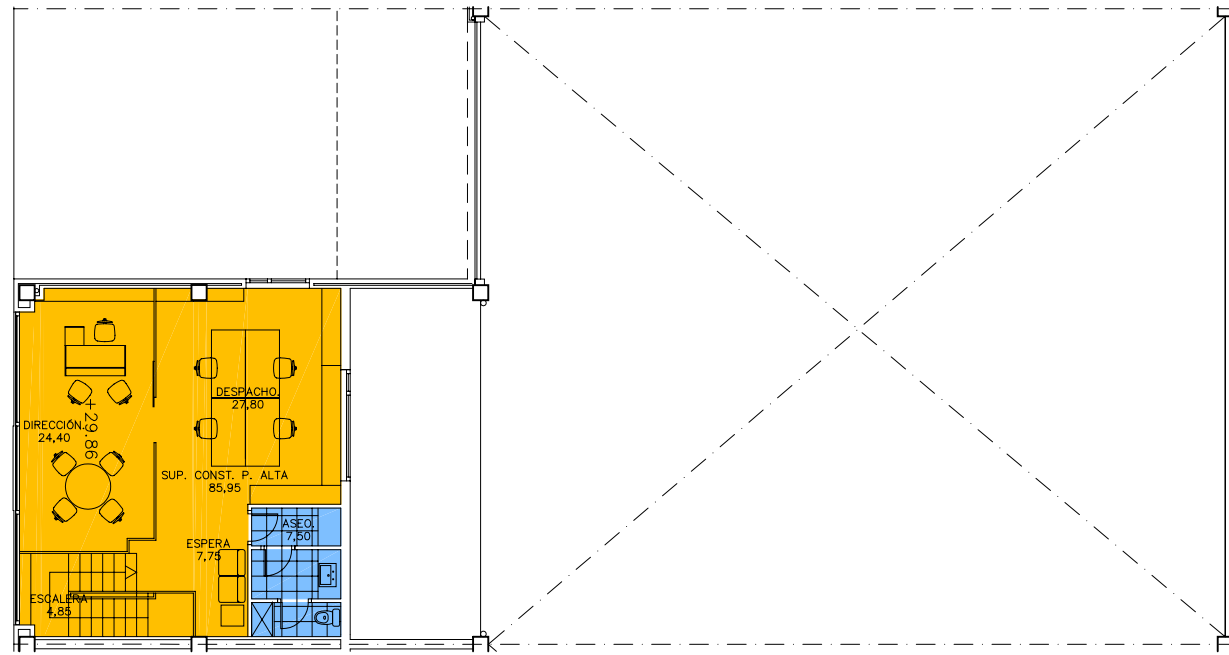 DESPACHO.
27,80
+29.86
DIRECCIÓN.
24,40
SUP. CONST. P. ALTA
85,95
ASEO.
7,50
ESPERA
7,75
ESCALERA
4,85